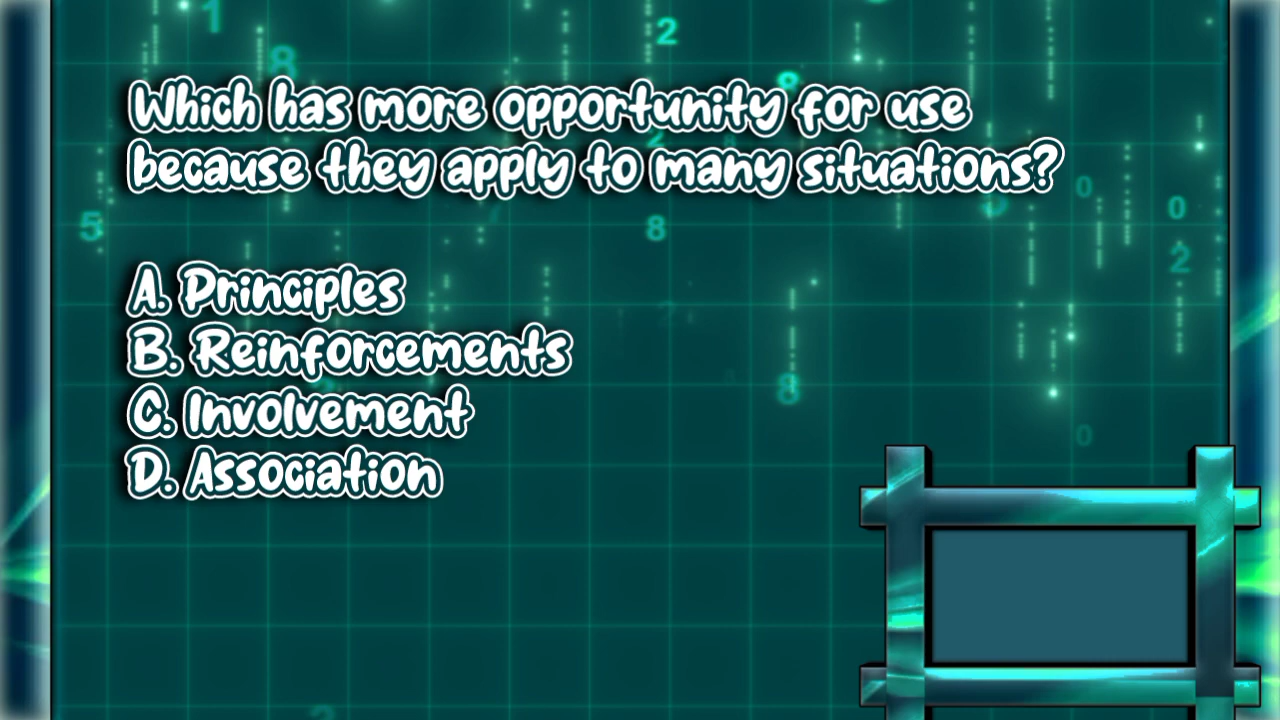 Which has more opportunity for use
because they apply to many situations?
A. Principles
B. Reinforcements
C. Involvement
D. Association